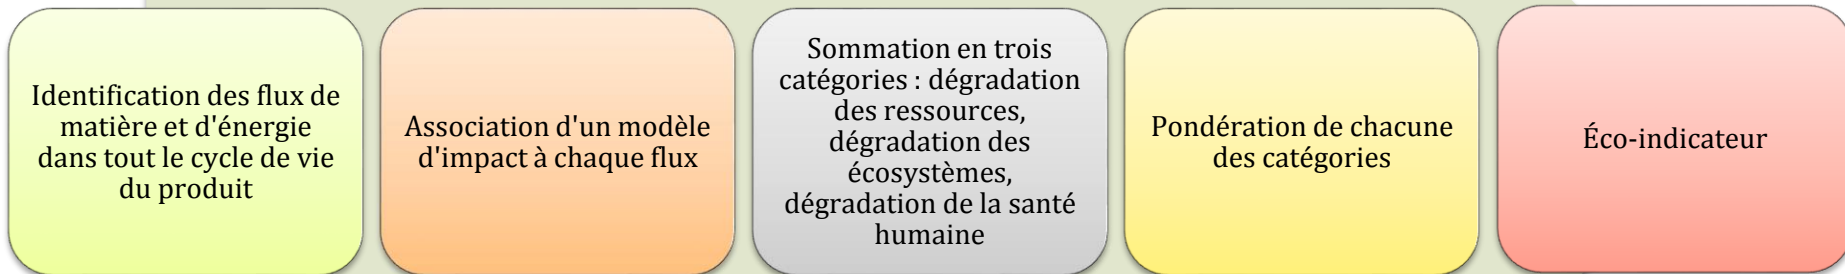 Identification des flux de
matière et d'énergie
dans tout le cycle de vie
du produit
Association d'un modèle
d'impact à chaque flux
Sommation en trois
catégories : dégradation
des ressources,
dégradation des
écosystèmes,
dégradation de la santé
humaine
Pondération de chacune
des catégories
Éco-indicateur